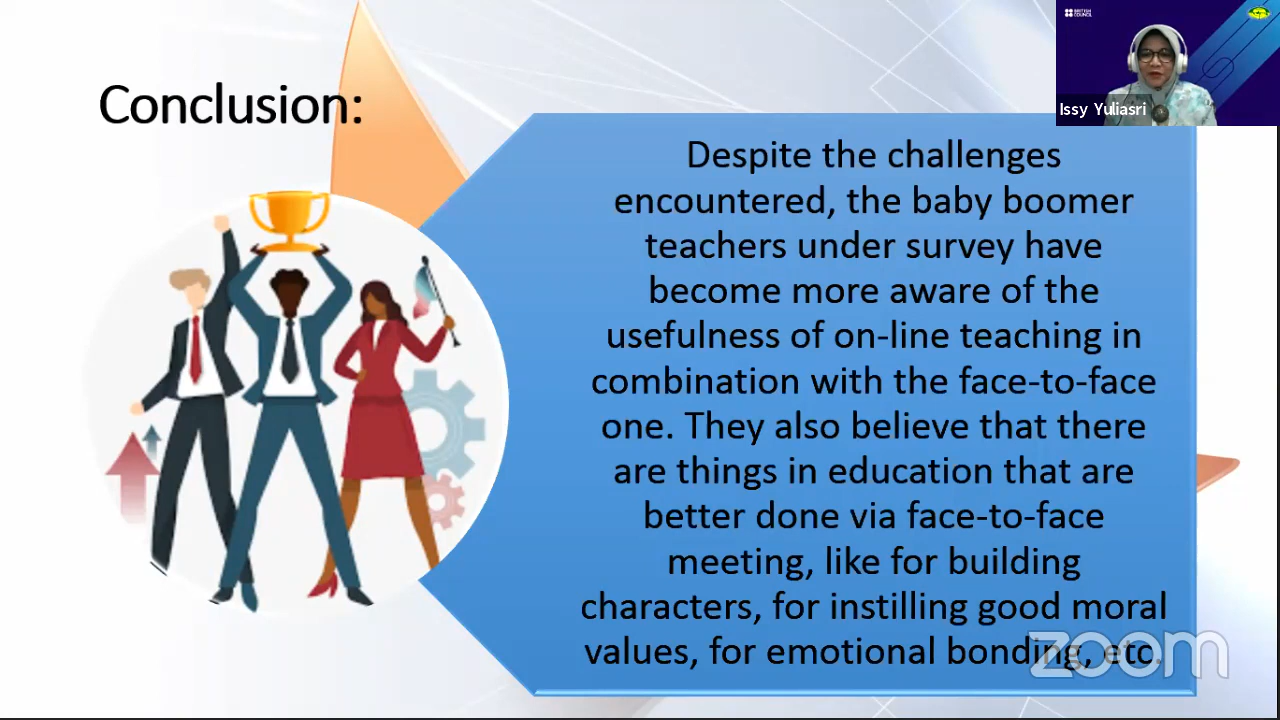 Conclusion:
Despite the challenges
encountered, the baby boomer
teachers under survey have
become more aware of the
usefulness of on-line teaching in
combination with the face-to-face
one. They also believe that there
are things in education that are
better done via face-to-face
meeting, like for building
characters, for instilling good moral
values, for emotional bonding, etc.
BRITISH
COUNCIL
Issy Yuliasri
zoom